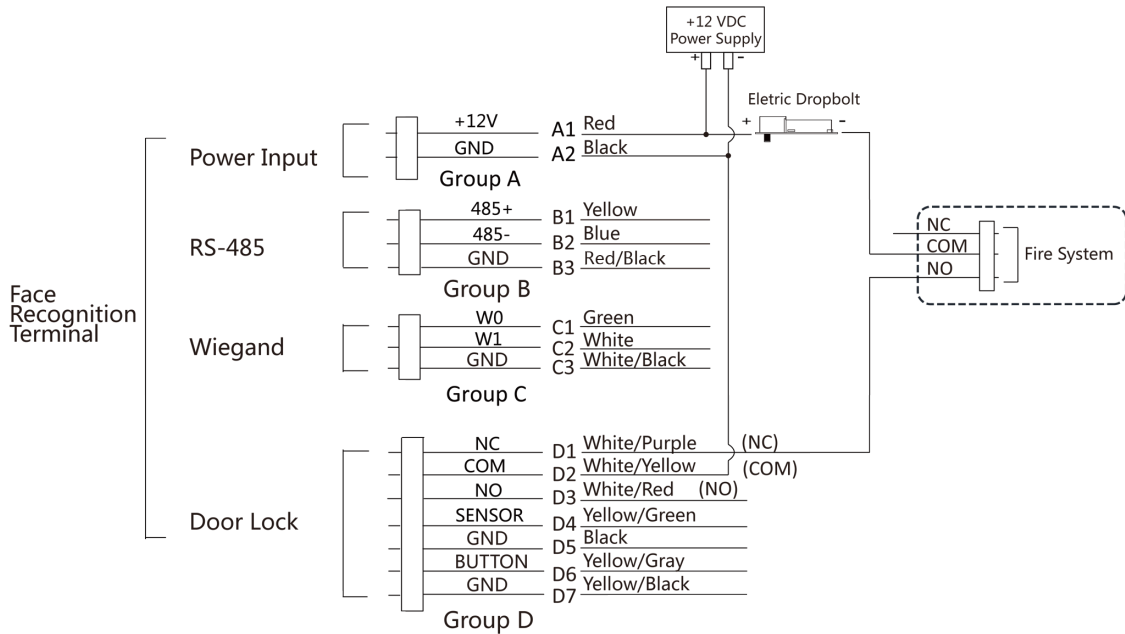 +12 VDC
Power Supply
+ -
Eletric Dropbolt
+ -
Face
Recognition
Terminal
Power Input
+12V A1 Red
GND A2 Black
Group A
RS-485
485+ B1 Yellow
485- B2 Blue
GND B3 Red/Black
Group B
NC
COM
NO
Fire System
Wiegand
W0 C1 Green
W1 C2 White
GND C3 White/Black
Group C
Door Lock
NC D1 White/Purple (NC)
COM D2 White/Yellow (COM)
NO D3 White/Red (NO)
SENSOR D4 Yellow/Green
GND D5 Black
BUTTON D6 Yellow/Gray
GND D7 Yellow/Black
Group D